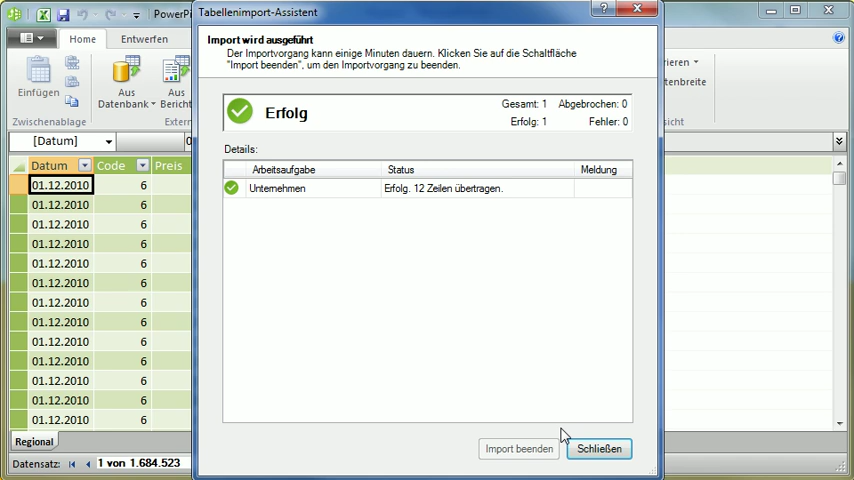 PowerPi
Tabellenimport-Assistent
Home
Entwerfen
Einfügen
Aus
Datenbank
Aus
Bericht
Zwischenablage
Extern
rieren
tenbreite
sicht
Import wird ausgeführt
Der Importvorgang kann einige Minuten dauern. Klicken Sie auf die Schaltfläche
"Import beenden", um den Importvorgang zu beenden.
Erfolg
Gesamt: 1 Abgebrochen: 0
Erfolg: 1 Fehler: 0
Details:
Arbeitsaufgabe Status Meldung
Unternehmen Erfolg. 12 Zeilen übertragen.
Import beenden Schließen
[Datum] 0
Datum Code Preis
01.12.2010 6
01.12.2010 6
01.12.2010 6
01.12.2010 6
01.12.2010 6
01.12.2010 6
01.12.2010 6
01.12.2010 6
01.12.2010 6
01.12.2010 6
01.12.2010 6
01.12.2010 6
01.12.2010 6
Regional
Datensatz: 1 von 1.684.523